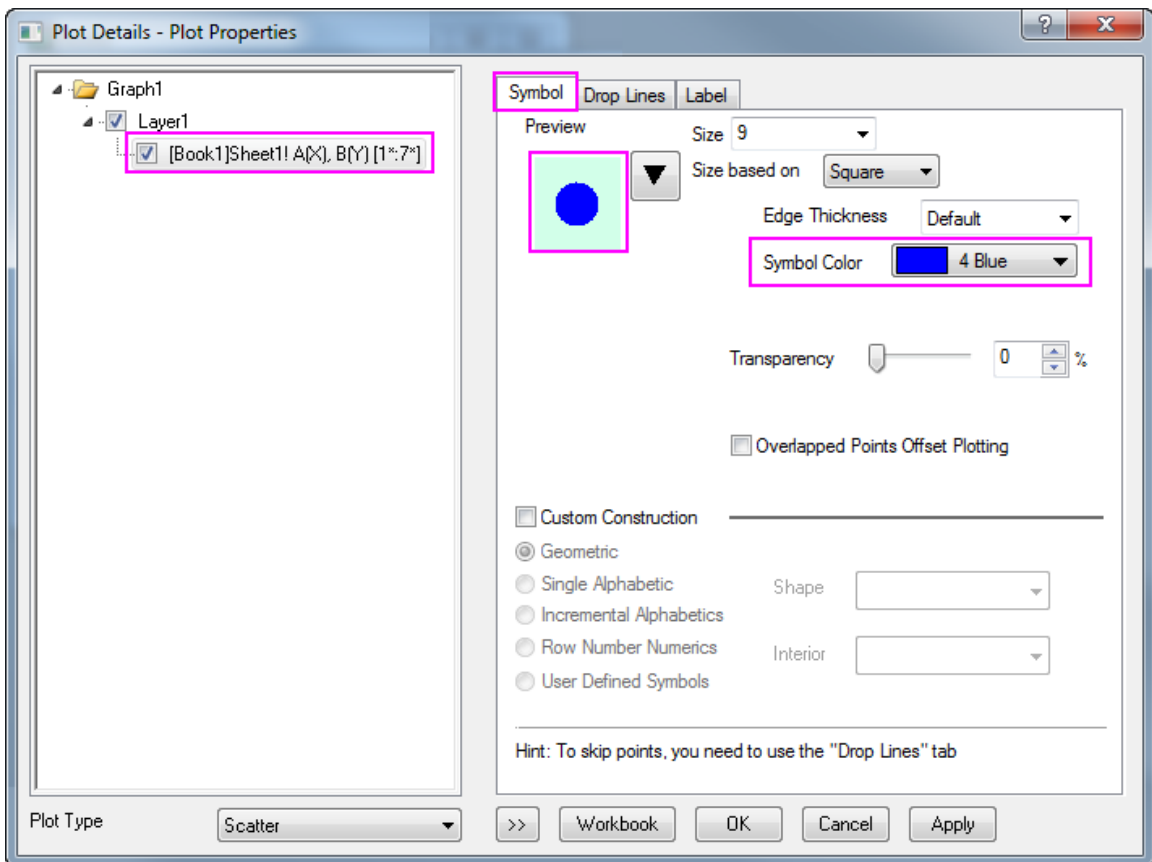 Plot Details - Plot Properties
?
X
Graph1
Layer1
[Book1]Sheet1! A(X), B(Y) [1*:7*]
Symbol Drop Lines Label
Preview
Size 9
Size based on Square
Edge Thickness Default
Symbol Color 4 Blue
Transparency 0 %
Overlapped Points Offset Plotting
Custom Construction
Geometric
Single Alphabetic
Shape
Incremental Alphabetics
Row Number Numerics
Interior
User Defined Symbols
Hint: To skip points, you need to use the "Drop Lines" tab
Plot Type Scatter
>> Workbook OK Cancel Apply